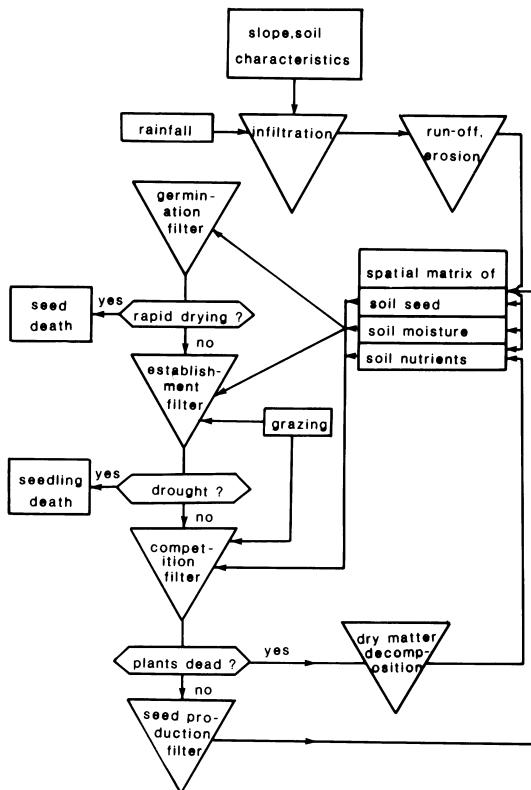 slope,soil
characteristics
rainfall
infiltration
run-off,
erosion
germin-
ation
filter
spatial matrix of
soil seed
soil moisture
soil nutrients
seed
death
yes
rapid drying ?
no
establish-
ment
filter
grazing
seedling
death
yes
drought ?
no
compet-
ition
filter
plants dead ?
yes
dry matter
decomp-
osition
no
seed pro-
duction
filter